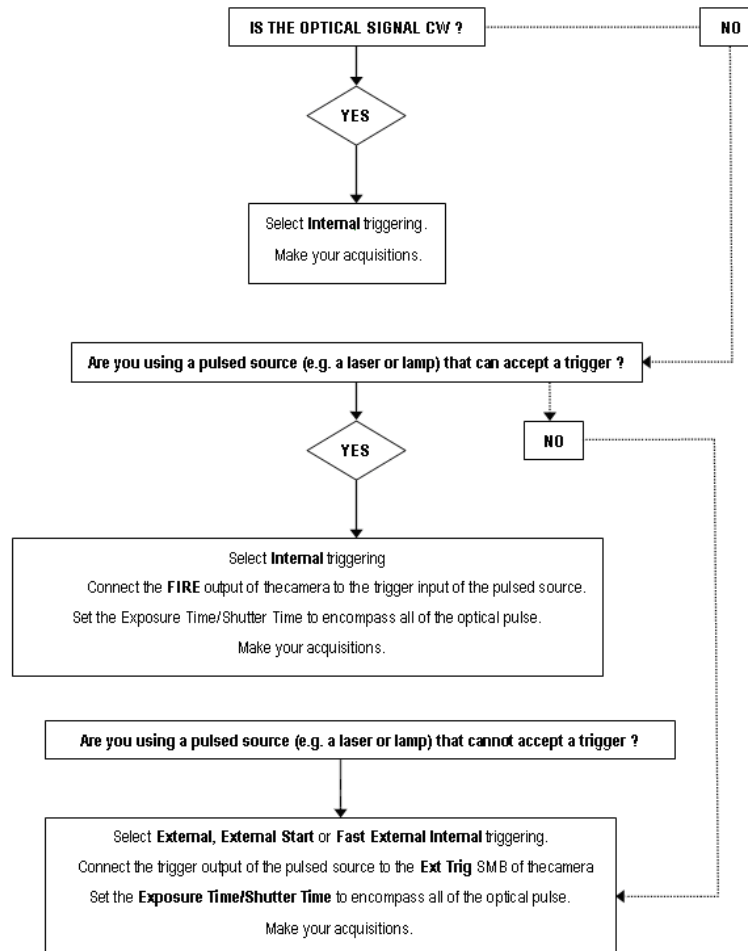 IS THE OPTICAL SIGNAL CW ?
NO
YES
Select Internal triggering.
Make your acquisitions.
Are you using a pulsed source (e.g. a laser or lamp) that can accept a trigger ?
NO
YES
Select Internal triggering
Connect the FIRE output of thecamera to the trigger input of the pulsed source.
Set the Exposure Time/Shutter Time to encompass all of the optical pulse.
Make your acquisitions.
Are you using a pulsed source (e.g. a laser or lamp) that cannot accept a trigger ?
Select External, External Start or Fast External Internal triggering.
Connect the trigger output of the pulsed source to the Ext Trig SMB of thecamera
Set the Exposure Time/Shutter Time to encompass all of the optical pulse.
Make your acquisitions.